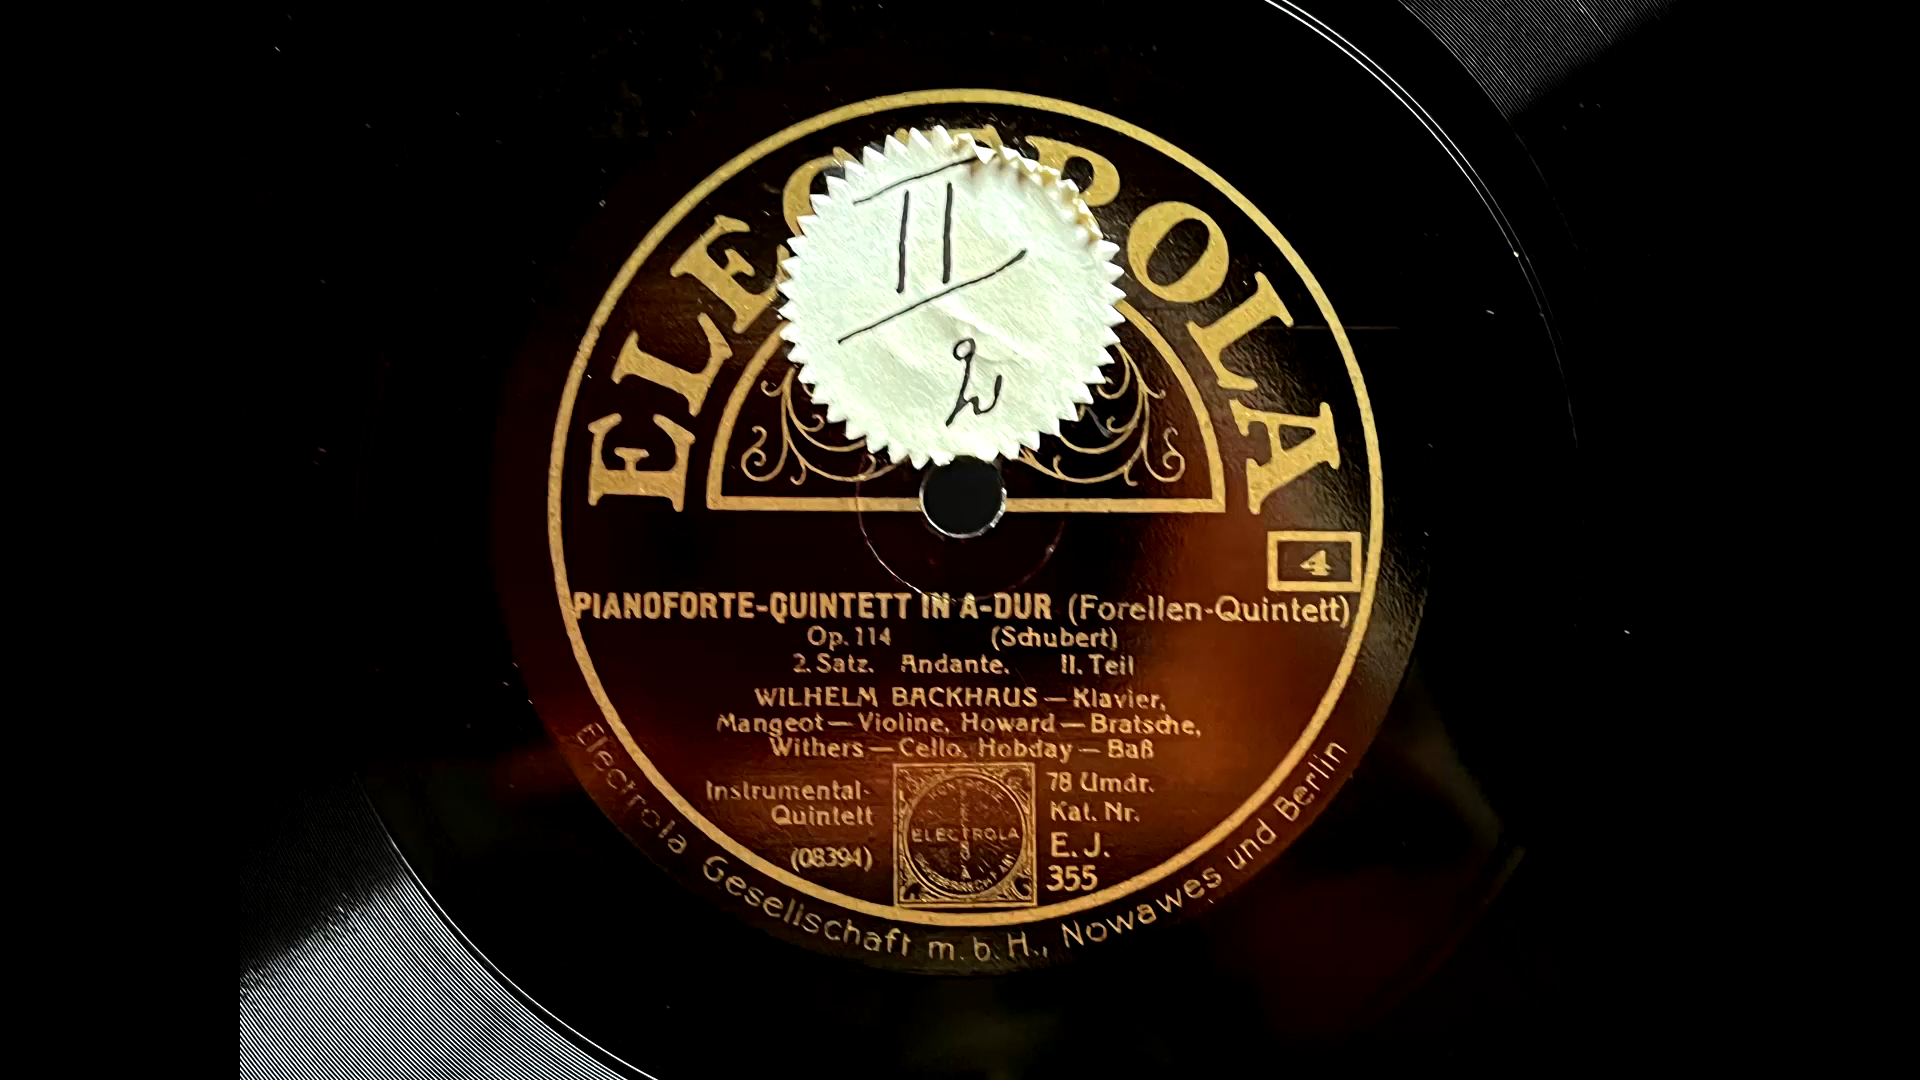 ELECTROLA
II
2
4
PIANOFORTE-QUINTETT IN A-DUR (Forellen-Quintett)
Op. 114 (Schubert)
2. Satz. Andante. II. Teil
WILHELM BACKHAUS — Klavier,
Mangeot — Violine, Howard — Bratsche,
Withers — Cello, Hobday — Baß
Instrumental-
Quintett
(08394)
ELECTROLA
78 Umdr.
Kat. Nr.
E. J.
355
Electrola Gesellschaft m. b. H., Nowawes und Berlin